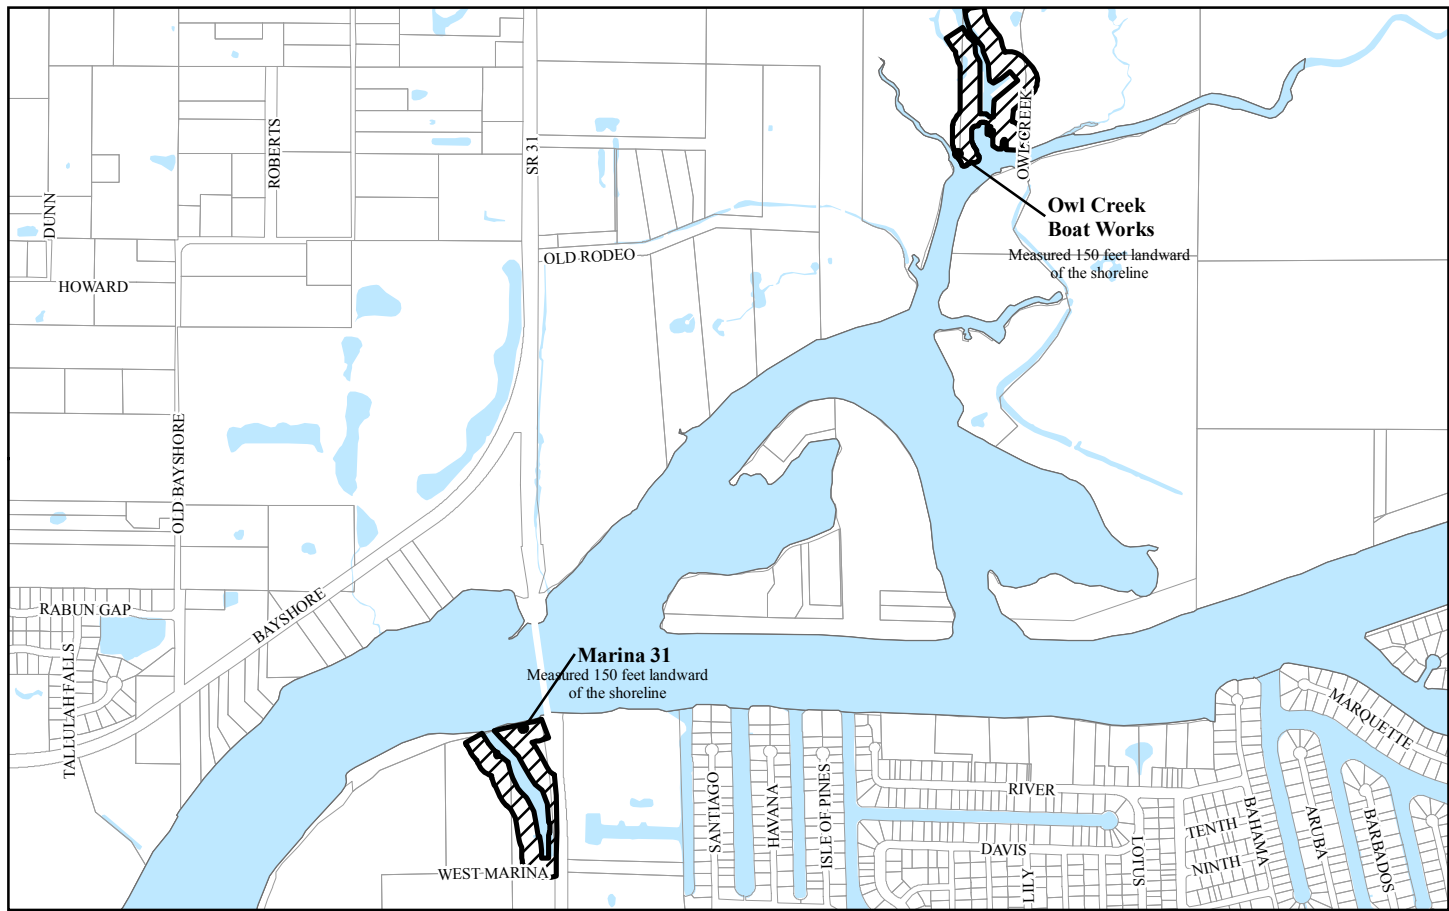 ROBERTS
SR 31
OWL CREEK
DUNN
Owl Creek
Boat Works
Measured 150 feet landward
of the shoreline
OLD RODEO
HOWARD
OLD BAYSHORE
RABUN GAP
BAYSHORE
TALLULAH FALLS
Marina 31
Measured 150 feet landward
of the shoreline
MARQUETTE
RIVER
SANTIAGO
HAVANA
ISLE OF PINES
TENTH
BAHAMA
ARUBA
BARBADOS
DAVIS
LOTUS
NINTH
WEST MARINA
LILY